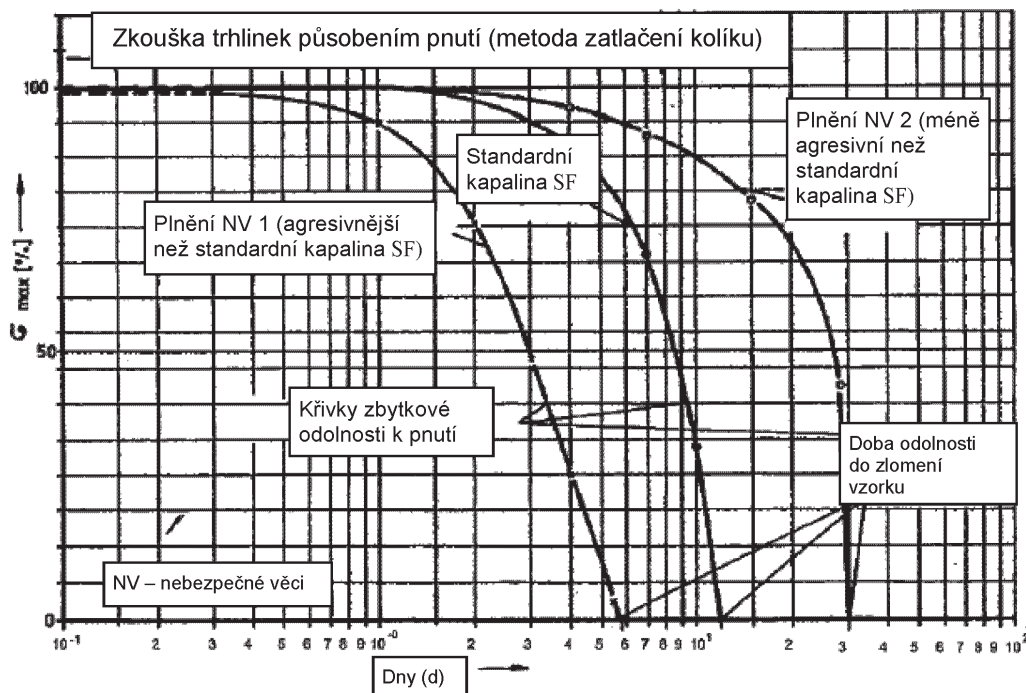 Zkouška trhlinek působením pnutí (metoda zatlačení kolíku)
100
Plnění NV 2 (méně
agresivní než
standardní
kapalina SF)
Standardní
kapalina SF
Plnění NV 1 (agresivnější
než standardní kapalina SF)
σ max [%]
50
Křivky zbytkové
odolnosti k pnutí
Doba odolnosti
do zlomení
vzorku
NV – nebezpečné věci
0
10⁻¹ 2 3 4 5 6 7 8 9 10⁻⁰ 2 3 4 5 6 7 8 9 10¹ 2 3 4 5 6 7 8 9 10²
Dny (d)